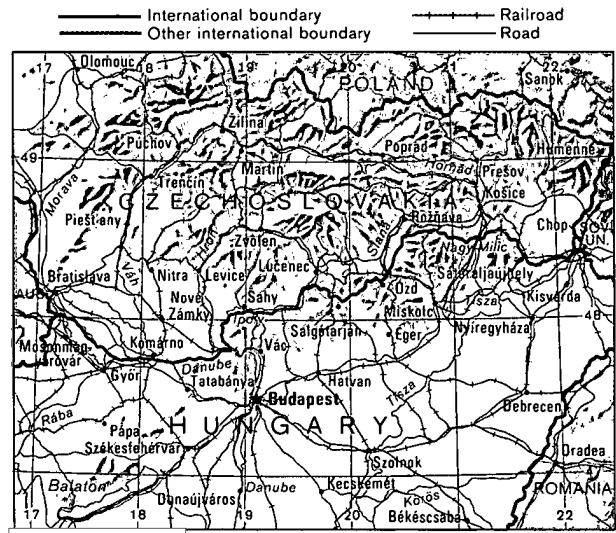 International boundary
Railroad
Other international boundary
Road
17
18
19
20
21
22
Olomouc
POLAND
Sanok
Žilina
Púchov
Poprad
Humenné
49
Martin
Hornád
Prešov
Morava
Trenčín
Košice
CZECHOSLOVAKIA
Piešťany
Rožňava
Chop
SOV.
UN.
Zvolen
Slaná
Nagy-Milic
Bratislava
Váh
Nitra
Levice
Lučenec
Sátoraljaújhely
AUS.
Nové
Zámky
Šahy
Ózd
Tisza
Kisvárda
Miskolc
48
Ipoly
Salgótarján
Eger
Nyíregyháza
Mosonmag-
aróvár
Komárno
Vác
Győr
Danube
Tatabánya
Hatvan
Tisza
Budapest
Debrecen
Rába
Pápa
HUNGARY
Székesfehérvár
Oradea
Szolnok
47
Balaton
Kecskemét
ROMANIA
Dunaújváros
Danube
Körös
Békéscsaba
17
18
19
20
21
22